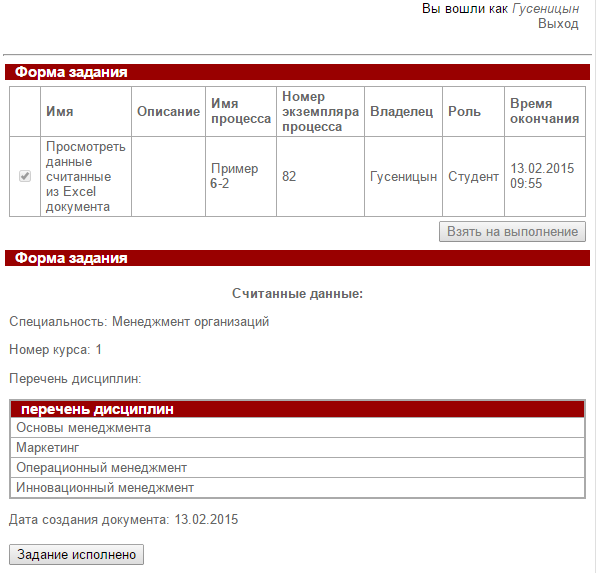 Вы вошли как Гусеницын
Выход
Форма задания
Имя
Описание
Имя
процесса
Номер
экземпляра
процесса
Владелец
Роль
Время
окончания
Просмотреть
данные
считанные
из Excel
документа
Пример
6-2
82
Гусеницын
Студент
13.02.2015
09:55
Взять на выполнение
Форма задания
Считанные данные:
Специальность: Менеджмент организаций
Номер курса: 1
Перечень дисциплин:
перечень дисциплин
Основы менеджмента
Маркетинг
Операционный менеджмент
Инновационный менеджмент
Дата создания документа: 13.02.2015
Задание исполнено